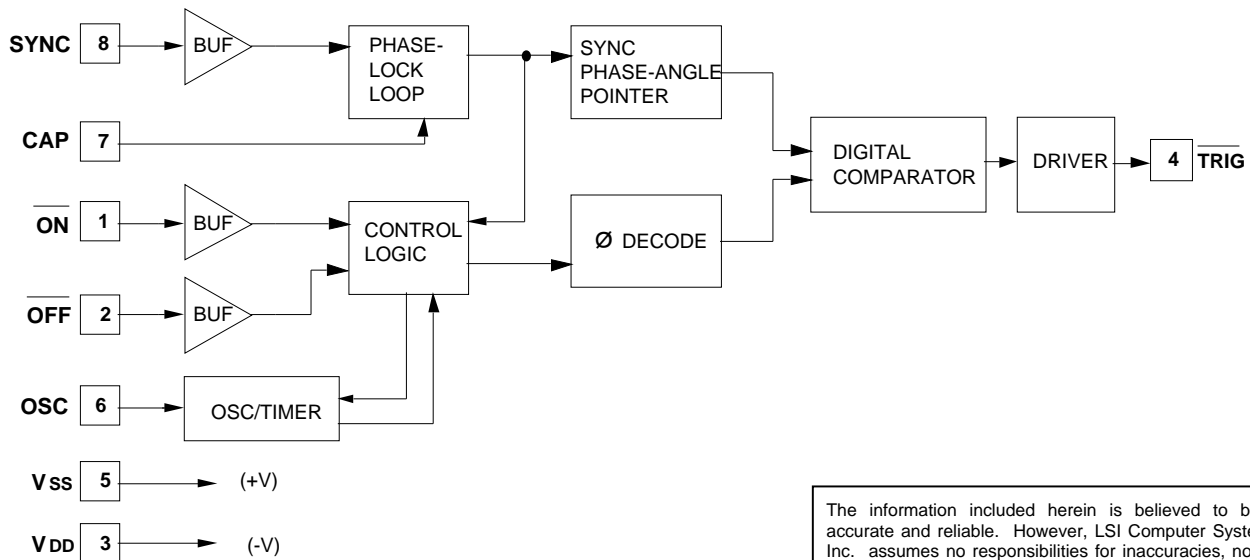 SYNC 8 BUF PHASE-LOCK LOOP SYNC PHASE-ANGLE POINTER
CAP 7
DIGITAL COMPARATOR DRIVER 4 TRIG
ON 1 BUF CONTROL LOGIC Ø DECODE
OFF 2 BUF
OSC 6 OSC/TIMER
VSS 5 (+V)
VDD 3 (-V)
The information included herein is believed to
accurate and reliable. However, LSI Computer
Inc. assumes no responsibilities for inaccuracies,